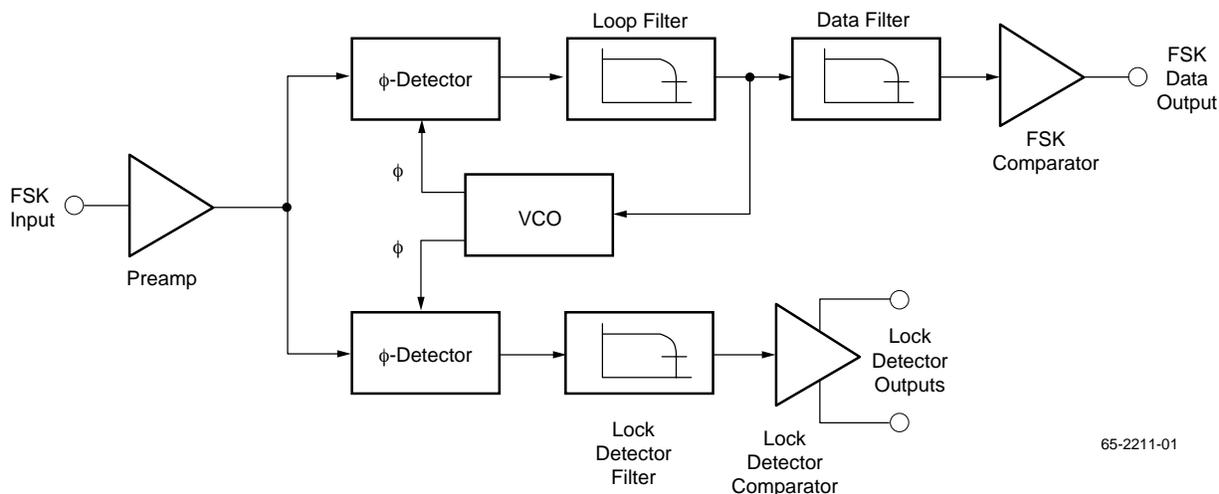 Loop Filter
Data Filter
ϕ-Detector
FSK
Data
Output
FSK
Comparator
ϕ
FSK
Input
VCO
ϕ
Preamp
ϕ-Detector
Lock
Detector
Outputs
Lock
Detector
Filter
Lock
Detector
Comparator
65-2211-01